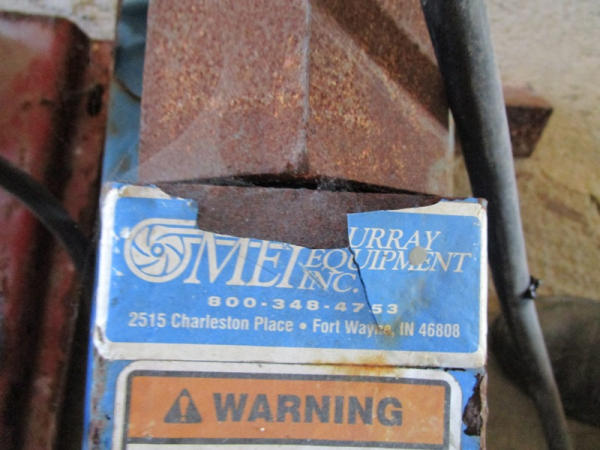 MEI URRAY
EQUIPMENT
INC.
800-348-4753
2515 Charleston Place • Fort Wayne, IN 46808
WARNING